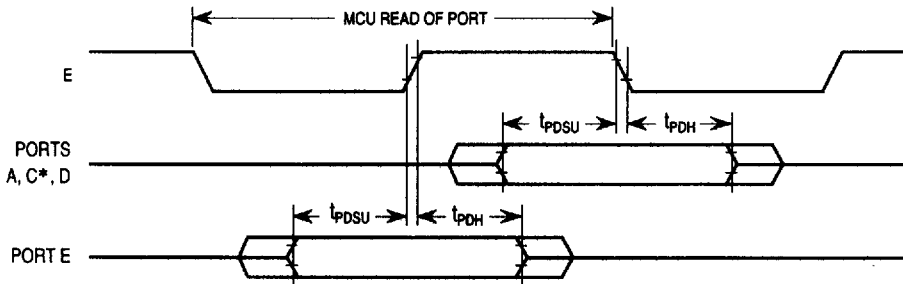 MCU READ OF PORT
E
tPDSU
tPDH
PORTS
A, C*, D
tPDSU
tPDH
PORT E